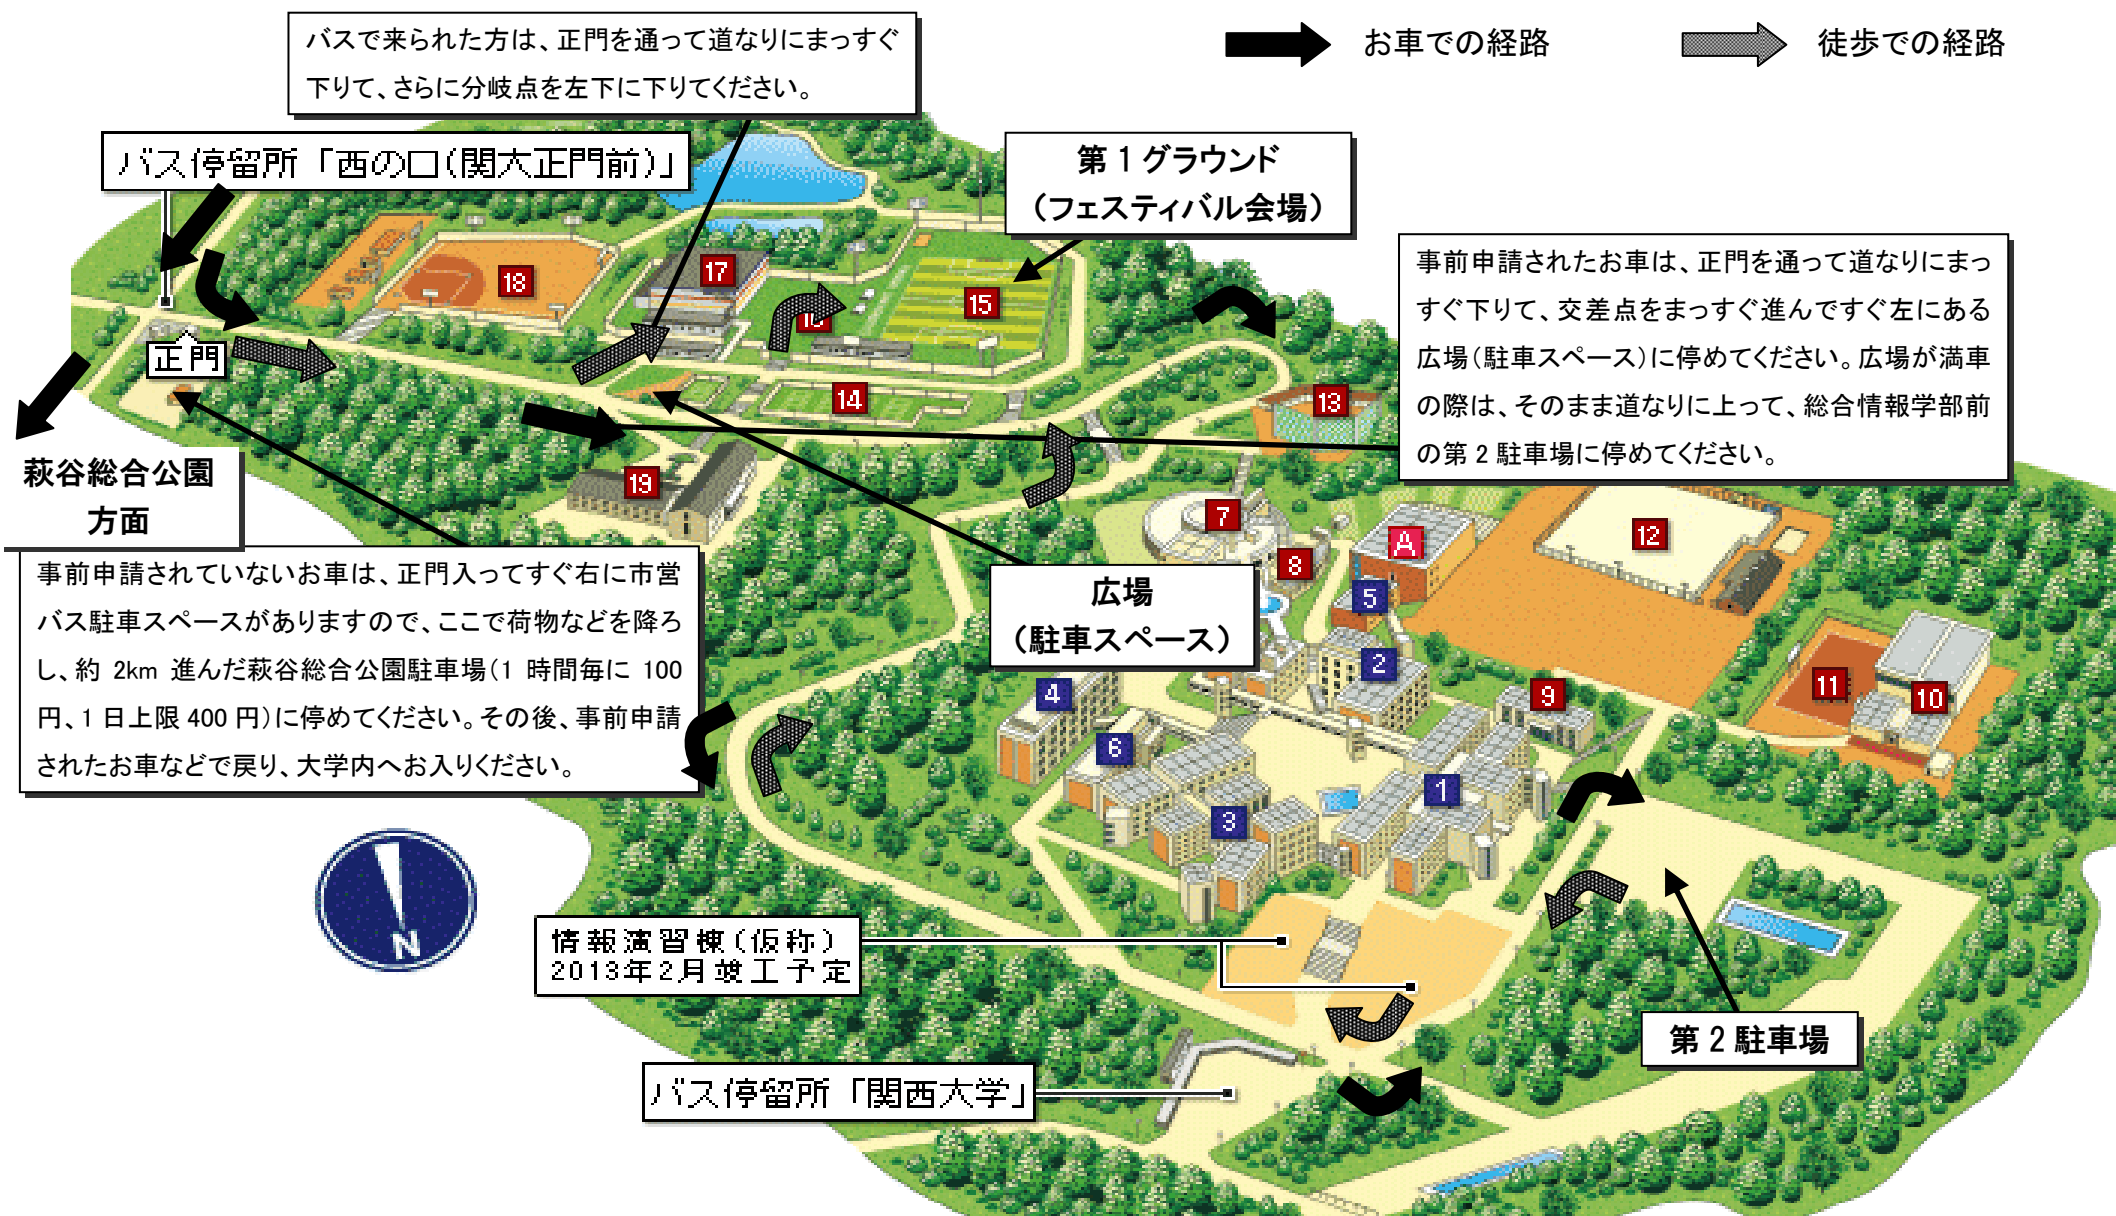 バスで来られた方は、正門を通って道なりにまっすぐ
下りて、さらに分岐点を左下に下りてください。
お車での経路
徒歩での経路
バス停留所「西の口(関大正門前)」
第1グラウンド
(フェスティバル会場)
事前申請されたお車は、正門を通って道なりにまっ
すぐ下りて、交差点をまっすぐ進んですぐ左にある
広場(駐車スペース)に停めてください。広場が満車
の際は、そのまま道なりに上って、総合情報学部前
の第2駐車場に停めてください。
17
18
15
16
正門
14
13
萩谷総合公園
方面
19
7
A
12
8
5
広場
(駐車スペース)
事前申請されていないお車は、正門入ってすぐ右に市営
バス駐車スペースがありますので、ここで荷物などを降ろ
し、約 2km 進んだ萩谷総合公園駐車場(1 時間毎に 100
円、1 日上限 400 円)に停めてください。その後、事前申請
されたお車などで戻り、大学内へお入りください。
2
4
11
10
9
6
1
3
N
情報演習棟(仮称)
2013年2月竣工予定
第2駐車場
バス停留所「関西大学」